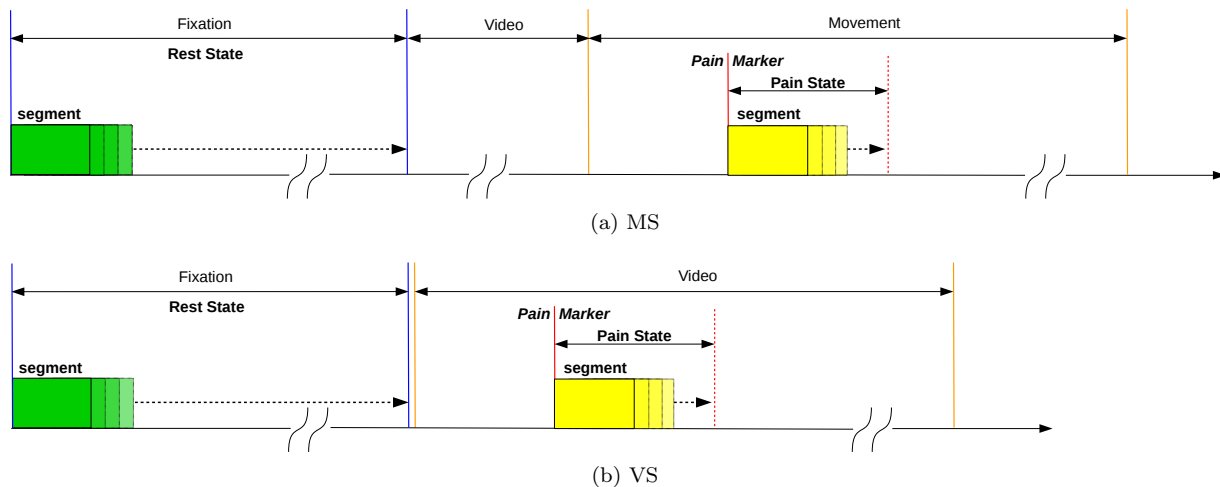 Fixation
Video
Movement
Rest State
Pain Marker
Pain State
segment
segment
(a) MS
Fixation
Video
Rest State
Pain Marker
Pain State
segment
segment
(b) VS